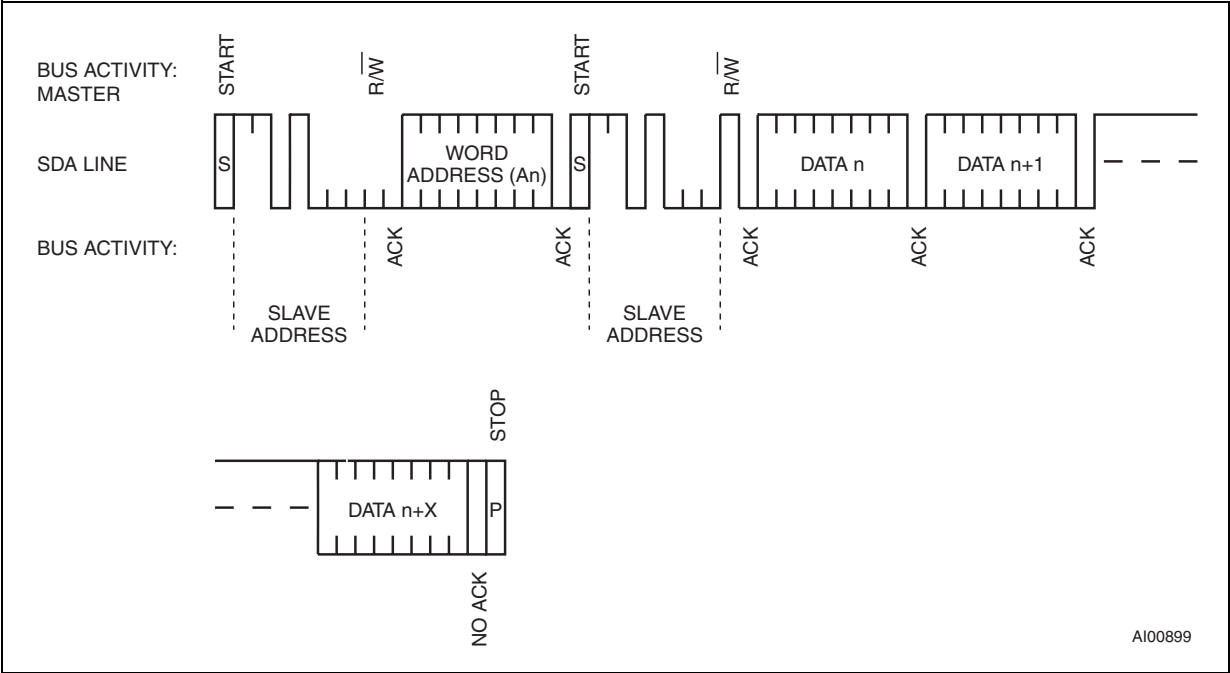 START
R/W
START
R/W
BUS ACTIVITY:
MASTER
SDA LINE
S
WORD
ADDRESS (An)
S
DATA n
DATA n+1
BUS ACTIVITY:
ACK
ACK
ACK
ACK
ACK
SLAVE
ADDRESS
SLAVE
ADDRESS
STOP
DATA n+X
P
NO ACK
AI00899